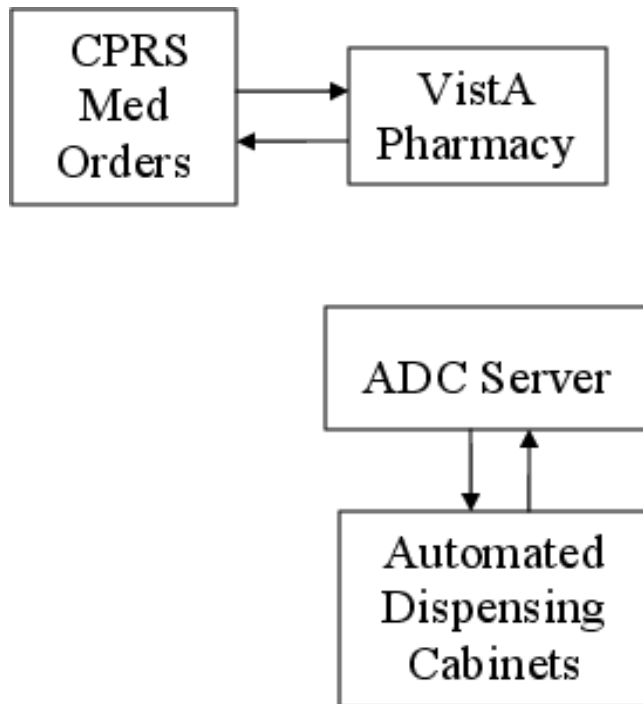 CPRS
Med
Orders
VistA
Pharmacy
ADC Server
Automated
Dispensing
Cabinets